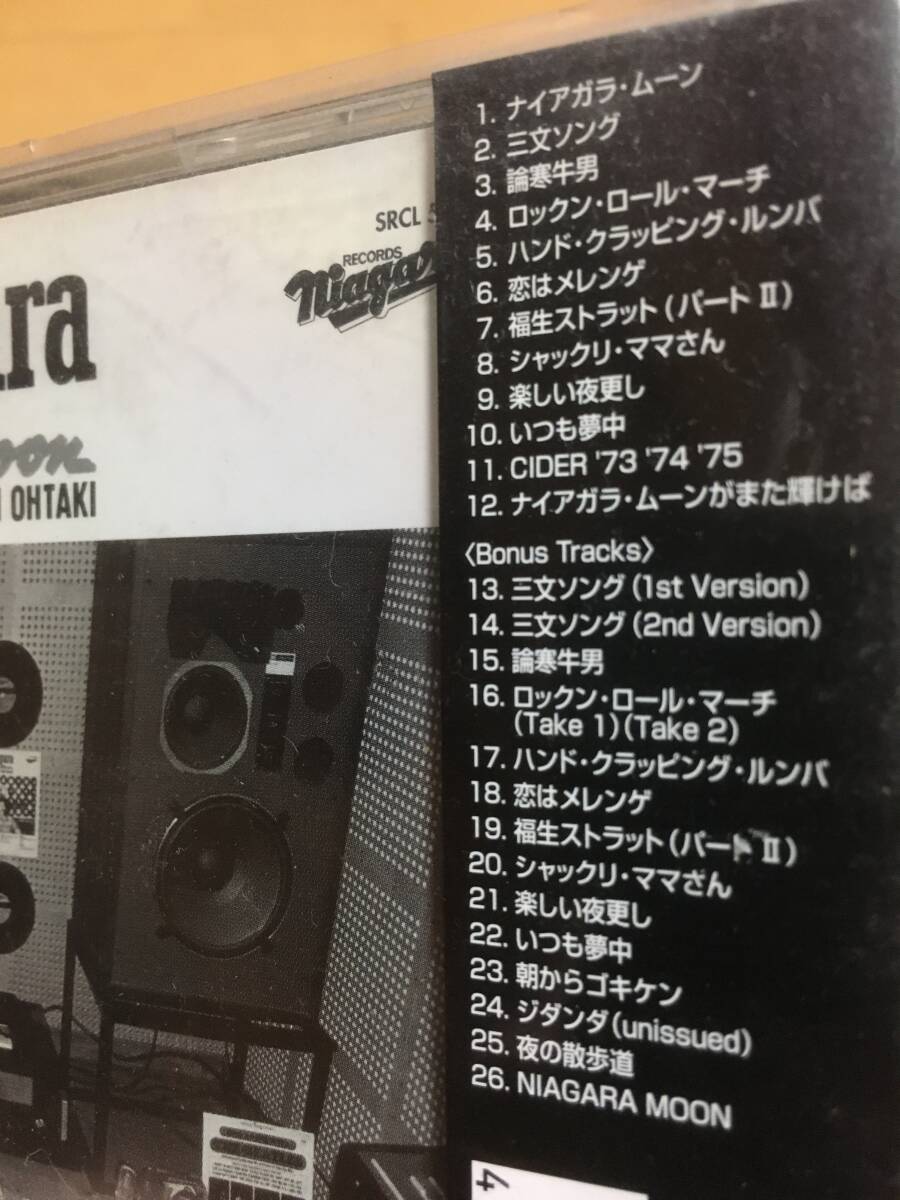 1. ナイアガラ・ムーン
2. 三文ソング
3. 論寒牛男
4. ロックン・ロール・マーチ
5. ハンド・クラッピング・ルンバ
6. 恋はメレンゲ
7. 福生ストラット(パート II)
8. シャックリ・ママさん
9. 楽しい夜更し
10. いつも夢中
11. CIDER '73 '74 '75
12. ナイアガラ・ムーンがまた輝けば
〈Bonus Tracks〉
13. 三文ソング(1st Version)
14. 三文ソング(2nd Version)
15. 論寒牛男
16. ロックン・ロール・マーチ
(Take 1)(Take 2)
17. ハンド・クラッピング・ルンバ
18. 恋はメレンゲ
19. 福生ストラット(パート II)
20. シャックリ・ママさん
21. 楽しい夜更し
22. いつも夢中
23. 朝からゴキケン
24. ジダンダ(unissued)
25. 夜の散歩道
26. NIAGARA MOON
SRCL 5
RECORDS
Niagar
ara
oon
OHTAKI
4